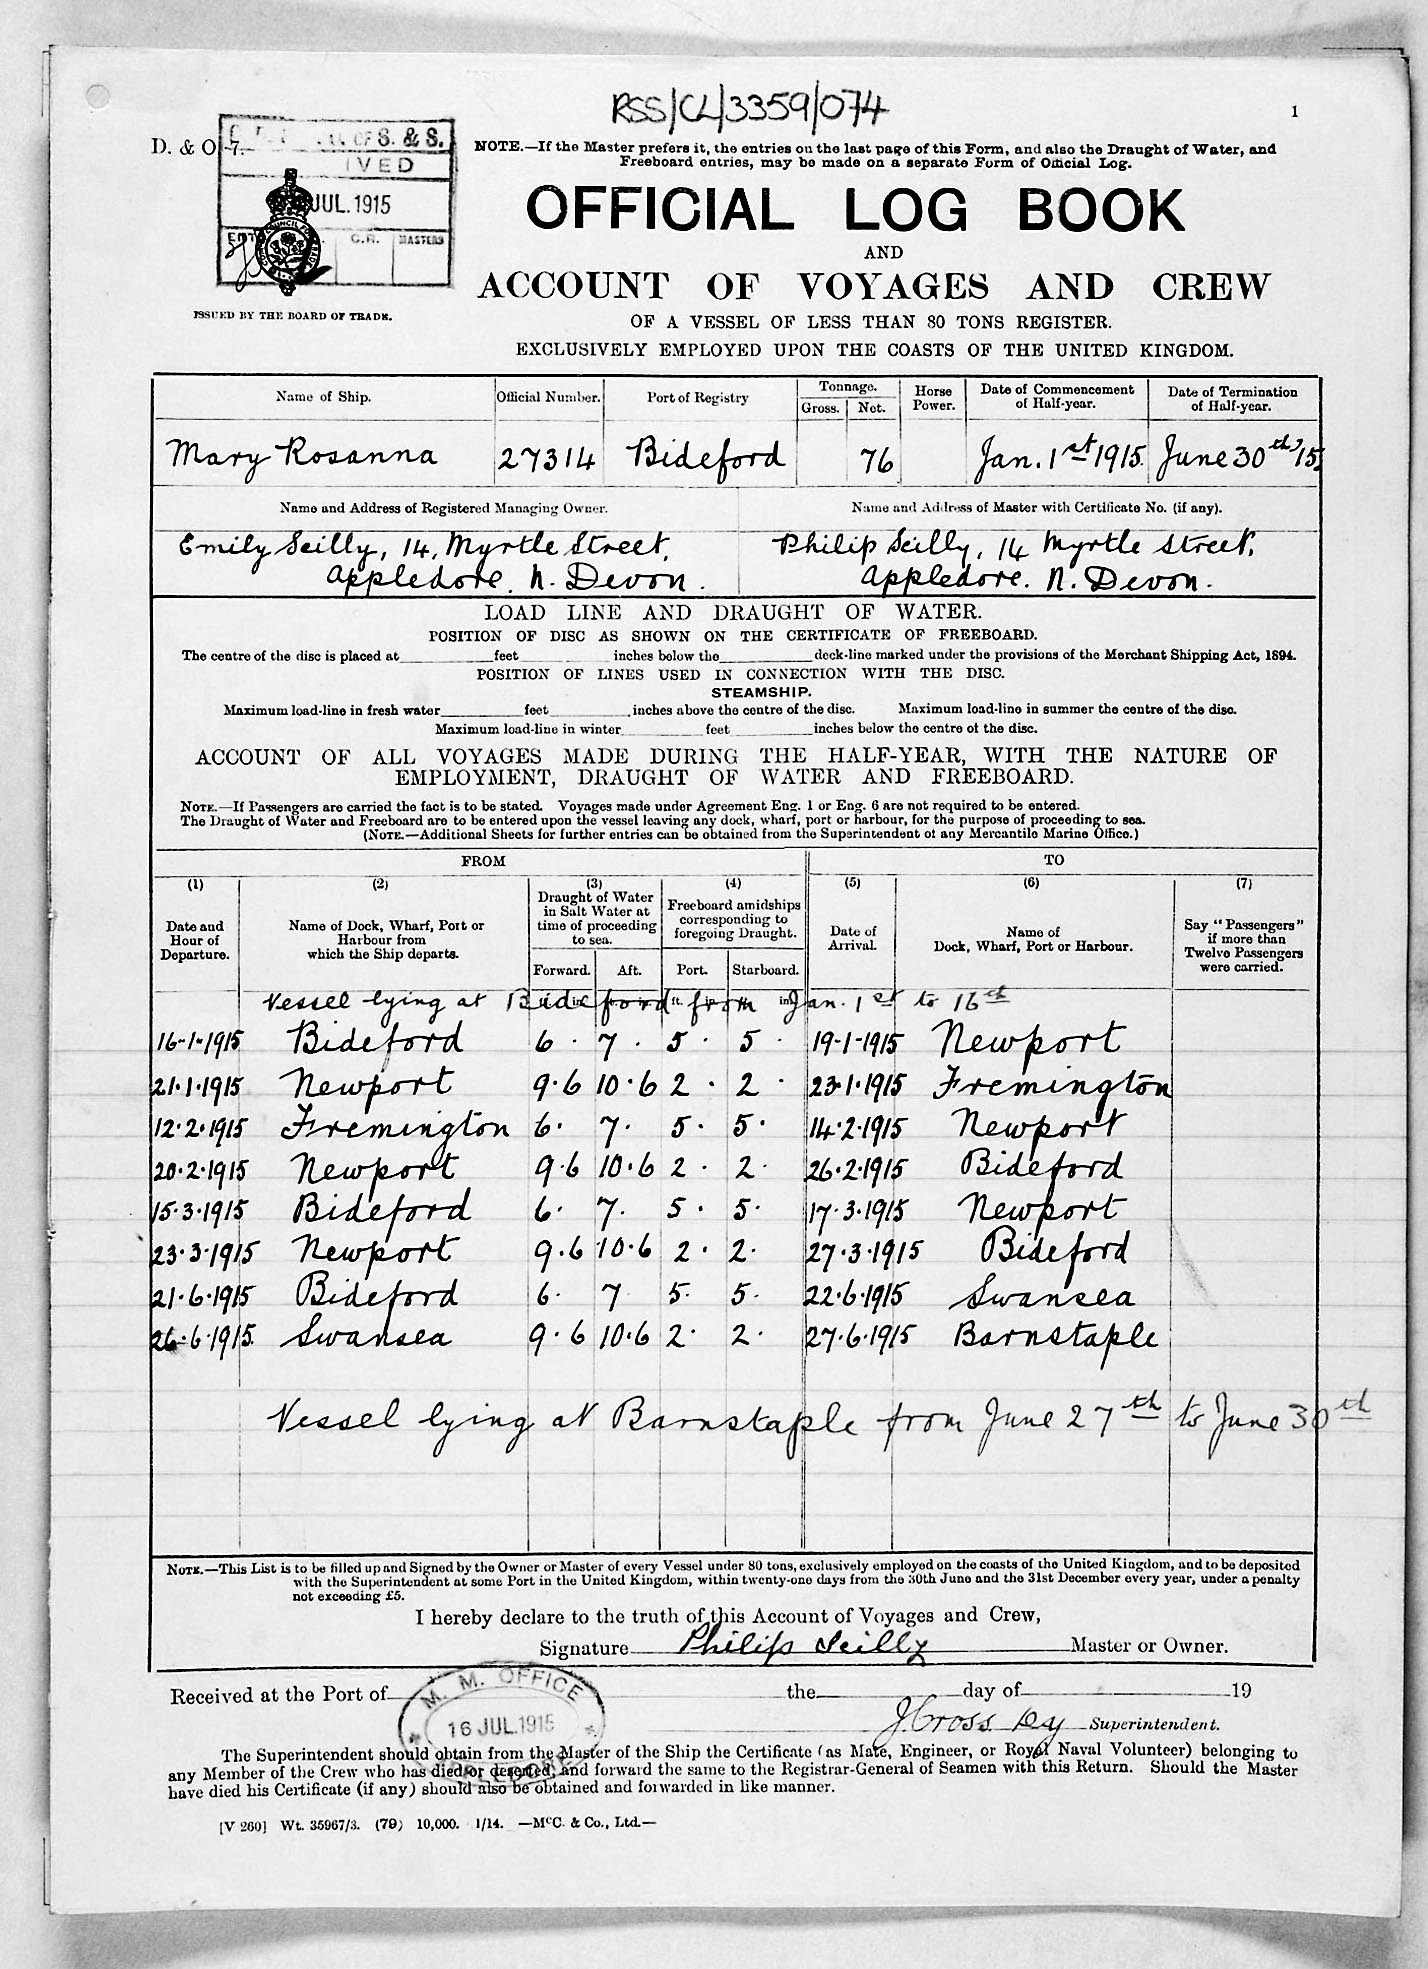 RSS/CL/3359/074
1
D. & O. 7.
S. & S.
IVED
JUL. 1915
C.R. MASTERS
ISSUED BY THE BOARD OF TRADE.
NOTE.—If the Master prefers it, the entries on the last page of this Form, and also the Draught of Water, and
Freeboard entries, may be made on a separate Form of Official Log.
OFFICIAL LOG BOOK
AND
ACCOUNT OF VOYAGES AND CREW
OF A VESSEL OF LESS THAN 80 TONS REGISTER.
EXCLUSIVELY EMPLOYED UPON THE COASTS OF THE UNITED KINGDOM.
Name of Ship. Official Number. Port of Registry Tonnage. Gross. Net. Horse Power. Date of Commencement of Half-year. Date of Termination of Half-year.
Mary Rosanna 27314 Bideford 76 Jan. 1st 1915 June 30th '15
Name and Address of Registered Managing Owner. Name and Address of Master with Certificate No. (if any).
Emily Scilly, 14, Myrtle Street, Philip Scilly, 14 Myrtle Street,
Appledore. N. Devon. Appledore. N. Devon.
LOAD LINE AND DRAUGHT OF WATER.
POSITION OF DISC AS SHOWN ON THE CERTIFICATE OF FREEBOARD.
The centre of the disc is placed at feet inches below the deck-line marked under the provisions of the Merchant Shipping Act, 1894.
POSITION OF LINES USED IN CONNECTION WITH THE DISC.
STEAMSHIP.
Maximum load-line in fresh water feet inches above the centre of the disc. Maximum load-line in summer the centre of the disc.
Maximum load-line in winter feet inches below the centre of the disc.
ACCOUNT OF ALL VOYAGES MADE DURING THE HALF-YEAR, WITH THE NATURE OF
EMPLOYMENT, DRAUGHT OF WATER AND FREEBOARD.
NOTE.—If Passengers are carried the fact is to be stated. Voyages made under Agreement Eng. 1 or Eng. 6 are not required to be entered.
The Draught of Water and Freeboard are to be entered upon the vessel leaving any dock, wharf, port or harbour, for the purpose of proceeding to sea.
(NOTE.—Additional Sheets for further entries can be obtained from the Superintendent of any Mercantile Marine Office.)
FROM TO
(1) (2) (3) (4) (5) (6) (7)
Date and Hour of Departure. Name of Dock, Wharf, Port or Harbour from which the Ship departs. Draught of Water in Salt Water at time of proceeding to sea. Freeboard amidships corresponding to foregoing Draught. Date of Arrival. Name of Dock, Wharf, Port or Harbour. Say "Passengers" if more than Twelve Passengers were carried.
Forward. Aft. Port. Starboard.
Vessel lying at Bideford from Jan. 1st to 16th
16-1-1915 Bideford 6. 7. 5. 5. 19-1-1915 Newport
21.1.1915 Newport 9.6 10.6 2. 2. 23.1.1915 Fremington
12.2.1915 Fremington 6. 7. 5. 5. 14.2.1915 Newport
20.2.1915 Newport 9.6 10.6 2. 2. 26.2.1915 Bideford
15.3.1915 Bideford 6. 7. 5. 5. 17.3.1915 Newport
23.3.1915 Newport 9.6 10.6 2. 2. 27.3.1915 Bideford
21.6.1915 Bideford 6. 7 5. 5. 22.6.1915 Swansea
26.6.1915. Swansea 9.6 10.6 2. 2. 27.6.1915 Barnstaple
Vessel lying at Barnstaple from June 27th to June 30th
NOTE.—This List is to be filled up and Signed by the Owner or Master of every Vessel under 80 tons, exclusively employed on the coasts of the United Kingdom, and to be deposited
with the Superintendent at some Port in the United Kingdom, within twenty-one days from the 30th June and the 31st December every year, under a penalty
not exceeding £5.
I hereby declare to the truth of this Account of Voyages and Crew,
Signature Philip Scilly Master or Owner.
Received at the Port of the day of 19
M. M. OFFICE
16 JUL. 1915
J Cross Dy Superintendent.
The Superintendent should obtain from the Master of the Ship the Certificate (as Mate, Engineer, or Royal Naval Volunteer) belonging to
any Member of the Crew who has died or deserted, and forward the same to the Registrar-General of Seamen with this Return. Should the Master
have died his Certificate (if any) should also be obtained and forwarded in like manner.
[V 260] Wt. 35967/3. (79) 10,000. 1/14. —McC. & Co., Ltd.—